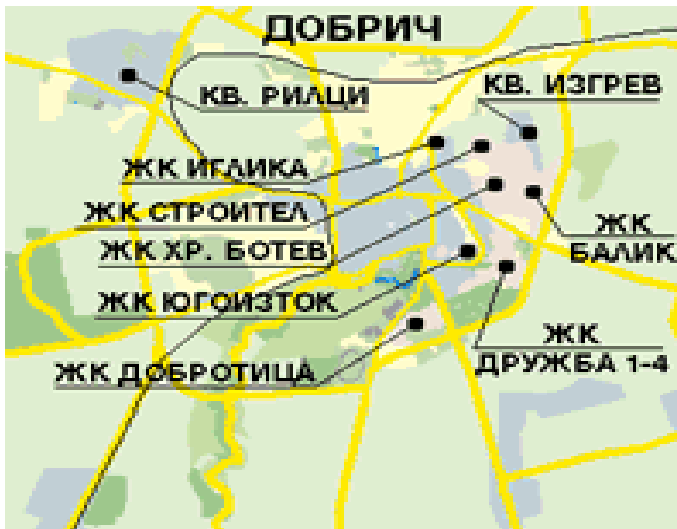 ДОБРИЧ
КВ. РИЛЦИ
КВ. ИЗГРЕВ
ЖК ИГЛИКА
ЖК СТРОИТЕЛ
ЖК ХР. БОТЕВ
ЖК
БАЛИК
ЖК ЮГОИЗТОК
ЖК
ДРУЖБА 1-4
ЖК ДОБРОТИЦА